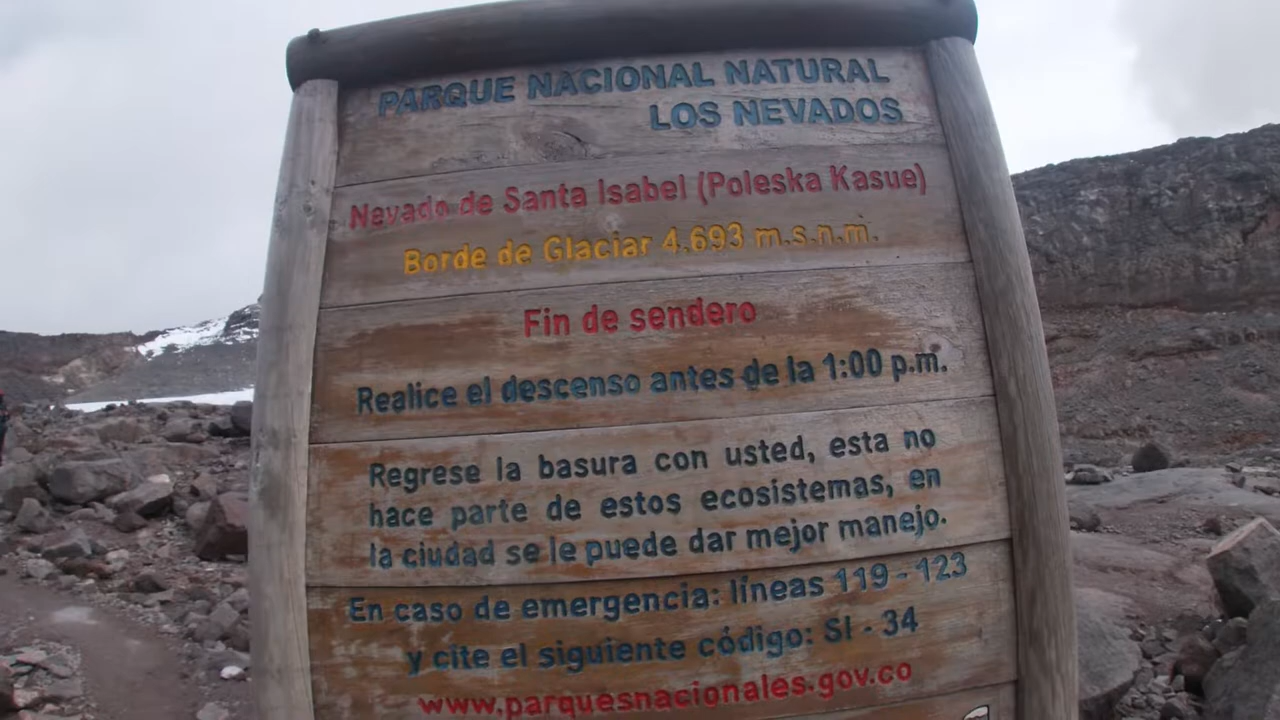 PARQUE NACIONAL NATURAL
LOS NEVADOS
Nevado de Santa Isabel (Poleska Kasue)
Borde de Glaciar 4.693 m.s.n.m.
Fin de sendero
Realice el descenso antes de la 1:00 p.m.
Regrese la basura con usted, esta no
hace parte de estos ecosistemas, en
la ciudad se le puede dar mejor manejo.
En caso de emergencia: líneas 119 - 123
y cite el siguiente código: SI - 34
www.parquesnacionales.gov.co